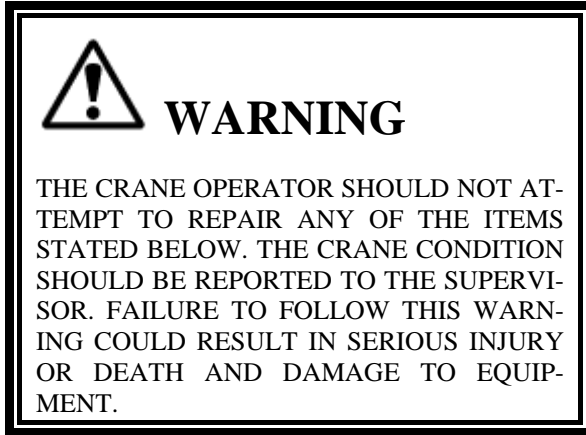 WARNING
THE CRANE OPERATOR SHOULD NOT AT-
TEMPT TO REPAIR ANY OF THE ITEMS
STATED BELOW. THE CRANE CONDITION
SHOULD BE REPORTED TO THE SUPERVI-
SOR. FAILURE TO FOLLOW THIS WARN-
ING COULD RESULT IN SERIOUS INJURY
OR DEATH AND DAMAGE TO EQUIP-
MENT.